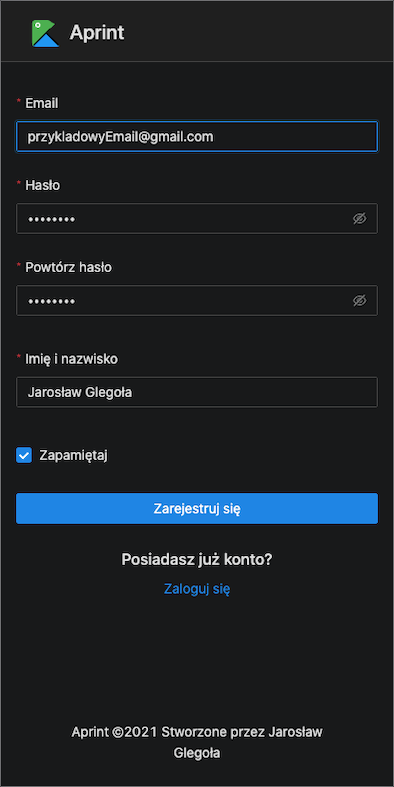 Aprint
* Email
przykladowyEmail@gmail.com
* Hasło
••••••••
* Powtórz hasło
••••••••
* Imię i nazwisko
Jarosław Glegoła
Zapamiętaj
Zarejestruj się
Posiadasz już konto?
Zaloguj się
Aprint ©2021 Stworzone przez Jarosław
Glegoła